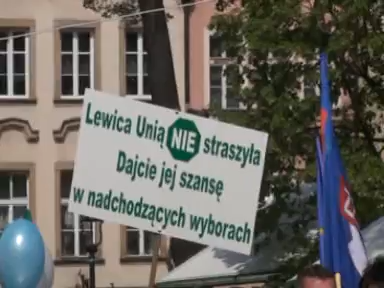 Lewica Unią NIE straszyła
Dajcie jej szansę
w nadchodzących wyborach